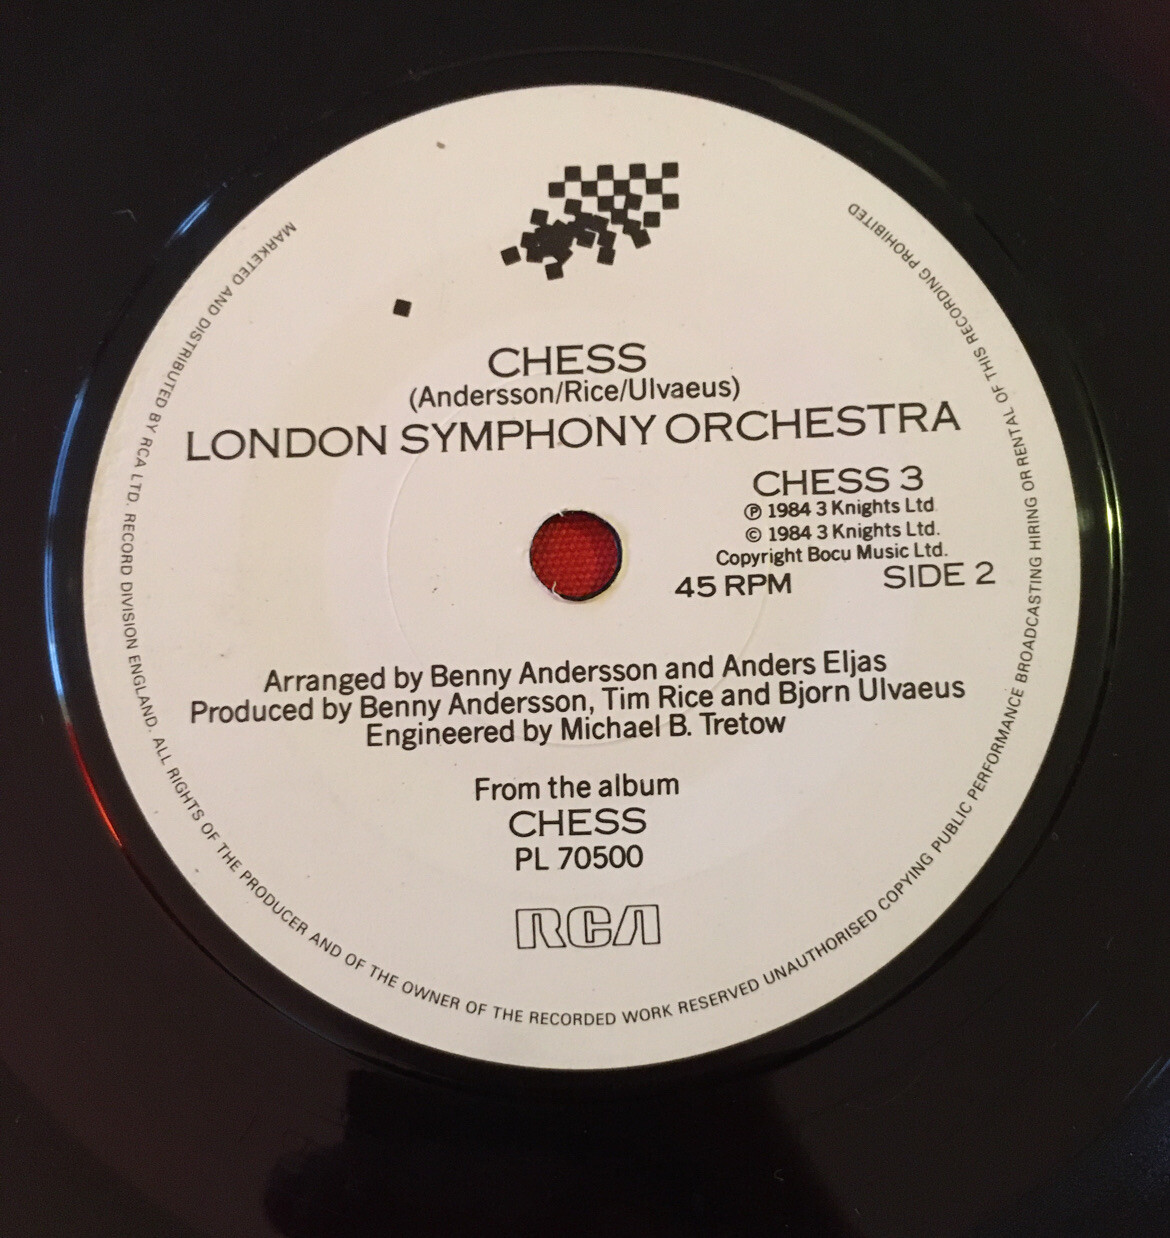 CHESS
(Andersson/Rice/Ulvaeus)
LONDON SYMPHONY ORCHESTRA
CHESS 3
℗ 1984 3 Knights Ltd
© 1984 3 Knights Ltd.
Copyright Bocu Music Ltd.
45 RPM SIDE 2
Arranged by Benny Andersson and Anders Eljas
Produced by Benny Andersson, Tim Rice and Bjorn Ulvaeus
Engineered by Michael B. Tretow
From the album
CHESS
PL 70500
RCA
MARKETED AND DISTRIBUTED BY RCA LTD. RECORD DIVISION ENGLAND. ALL RIGHTS OF THE PRODUCER AND OF THE OWNER OF THE RECORDED WORK RESERVED UNAUTHORISED COPYING PUBLIC PERFORMANCE BROADCASTING HIRING OR RENTAL OF THIS RECORDING PROHIBITED